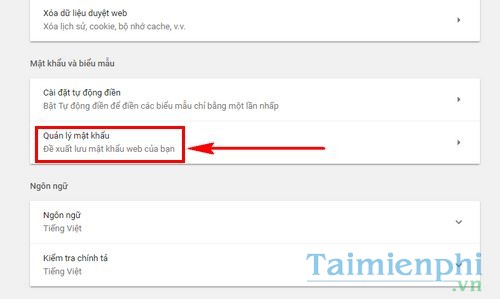 Xóa dữ liệu duyệt web
Xóa lịch sử, cookie, bộ nhớ cache, v.v.
Mật khẩu và biểu mẫu
Cài đặt tự động điền
Bật Tự động điền để điền các biểu mẫu chỉ bằng một lần nhấp
Quản lý mật khẩu
Đề xuất lưu mật khẩu web của bạn
Ngôn ngữ
Ngôn ngữ
Tiếng Việt
Kiểm tra chính tả
Tiếng Việt
Taimienphi
.vn